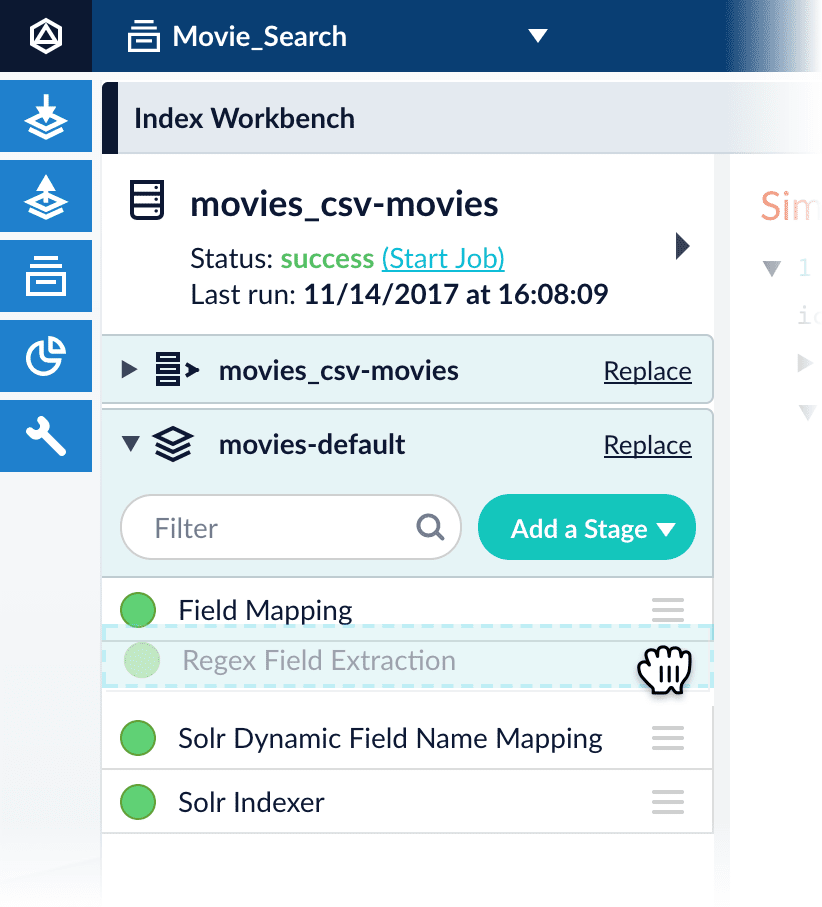 Movie_Search
Index Workbench
movies_csv-movies
Status: success (Start Job)
Last run: 11/14/2017 at 16:08:09
movies_csv-movies Replace
movies-default Replace
Filter Add a Stage
Field Mapping
Regex Field Extraction
Solr Dynamic Field Name Mapping
Solr Indexer
Sim
1